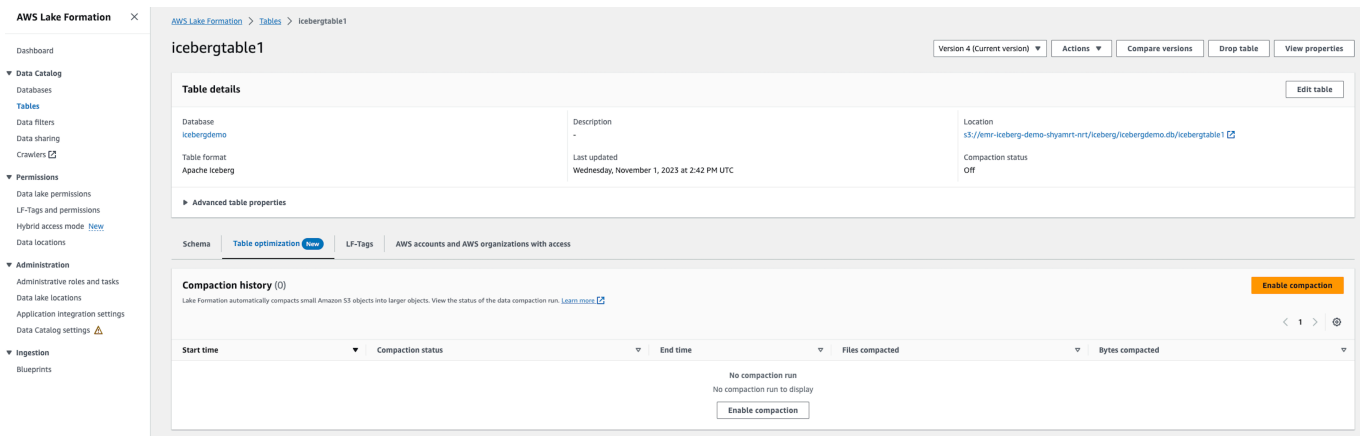 AWS Lake Formation
Dashboard
Data Catalog
Databases
Tables
Data filters
Data sharing
Crawlers
Permissions
Data lake permissions
LF-Tags and permissions
Hybrid access mode New
Data locations
Administration
Administrative roles and tasks
Data lake locations
Application integration settings
Data Catalog settings
Ingestion
Blueprints
AWS Lake Formation > Tables > icebergtable1
icebergtable1
Version 4 (Current version) Actions Compare versions Drop table View properties
Table details
Edit table
Database Description Location
icebergdemo - s3://emr-iceberg-demo-shyamrt-nrt/iceberg/icebergdemo.db/icebergtable1
Table format Last updated Compaction status
Apache Iceberg Wednesday, November 1, 2023 at 2:42 PM UTC Off
Advanced table properties
Schema Table optimization New LF-Tags AWS accounts and AWS organizations with access
Compaction history (0)
Enable compaction
Lake Formation automatically compacts small Amazon S3 objects into larger objects. View the status of the data compaction run. Learn more
< 1 >
Start time Compaction status End time Files compacted Bytes compacted
No compaction run
No compaction run to display
Enable compaction